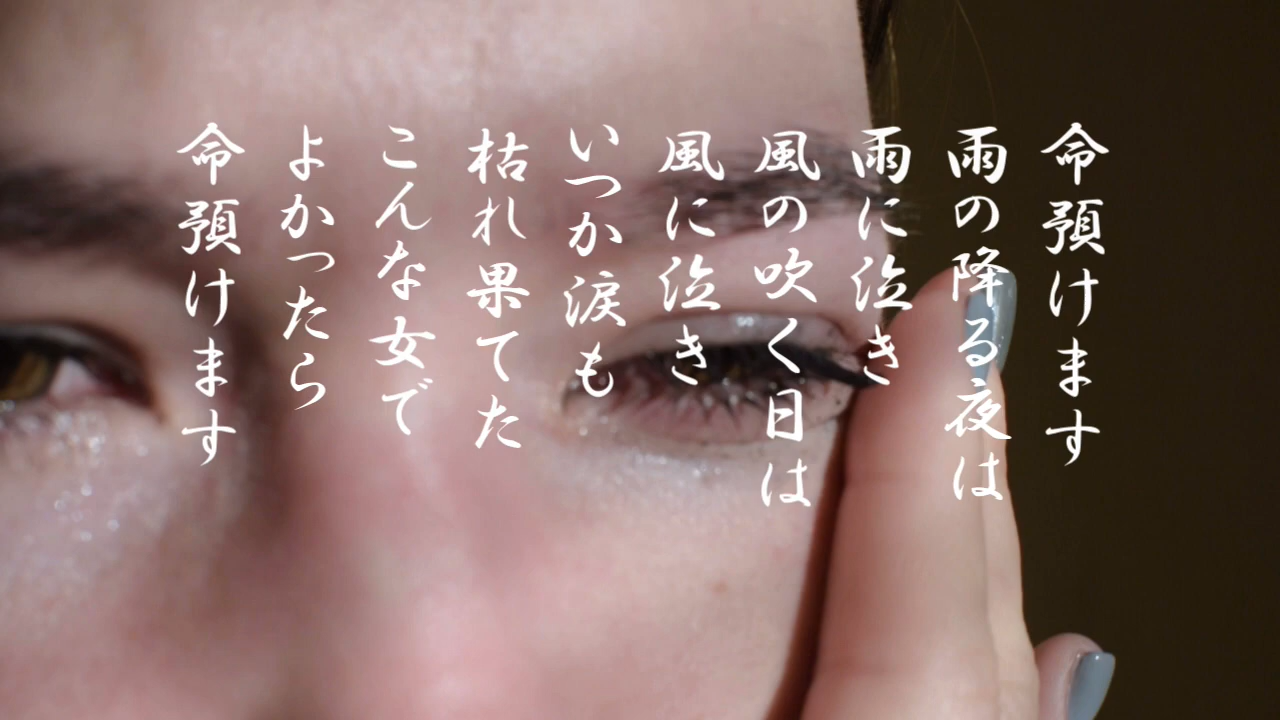 命預けます
雨の降る夜は
雨に泣き
風の吹く日は
風に泣き
いつか涙も
枯れ果てた
こんな女で
よかったら
命預けます